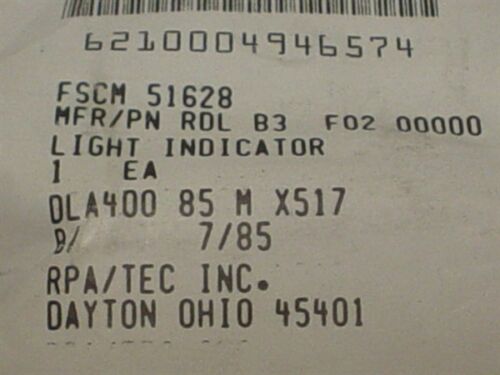 6210004946574
FSCM 51628
MFR/PN RDL B3 F02 00000
LIGHT INDICATOR
1 EA
DLA400 85 M X517
B/ 7/85
RPA/TEC INC.
DAYTON OHIO 45401